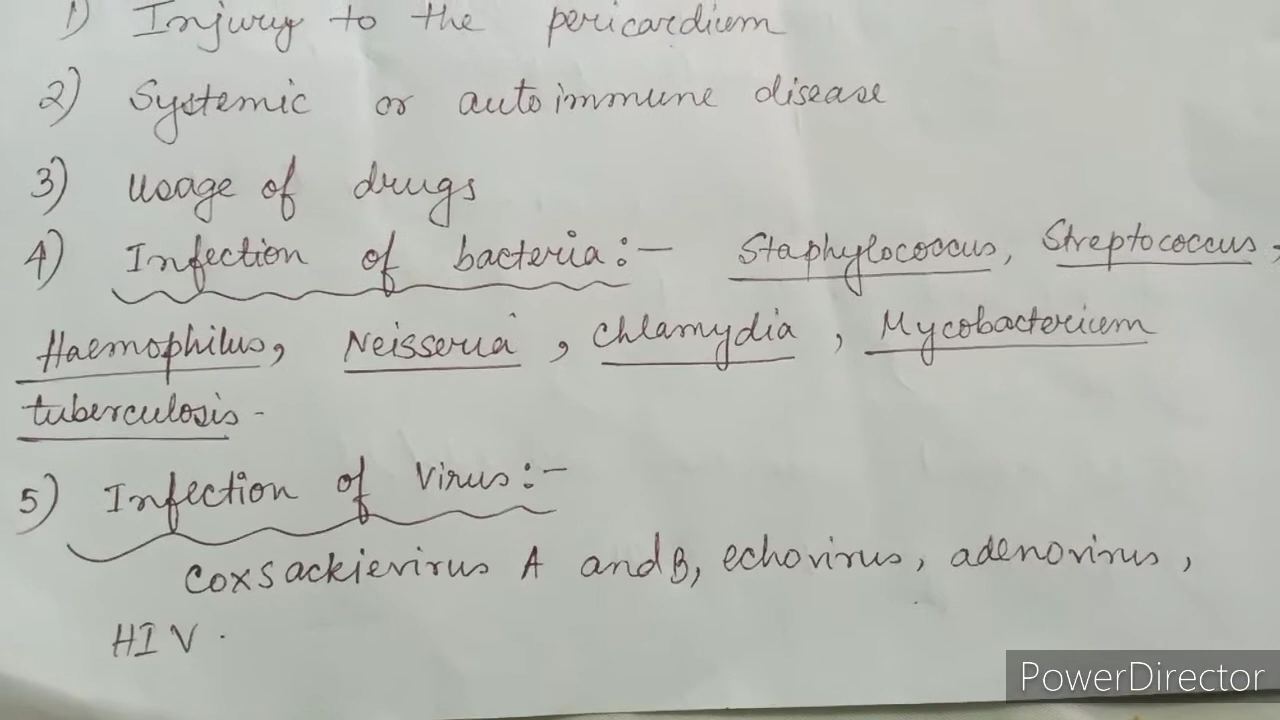 1) Injury to the pericardium
2) Systemic or autoimmune disease
3) Usage of drugs
4) Infection of bacteria:- Staphylococcus, Streptococcus,
Haemophilus, Neisseria, Chlamydia, Mycobacterium
tuberculosis-
5) Infection of Virus:-
Coxsackievirus A and B, echovirus, adenovirus,
HIV.
PowerDirector